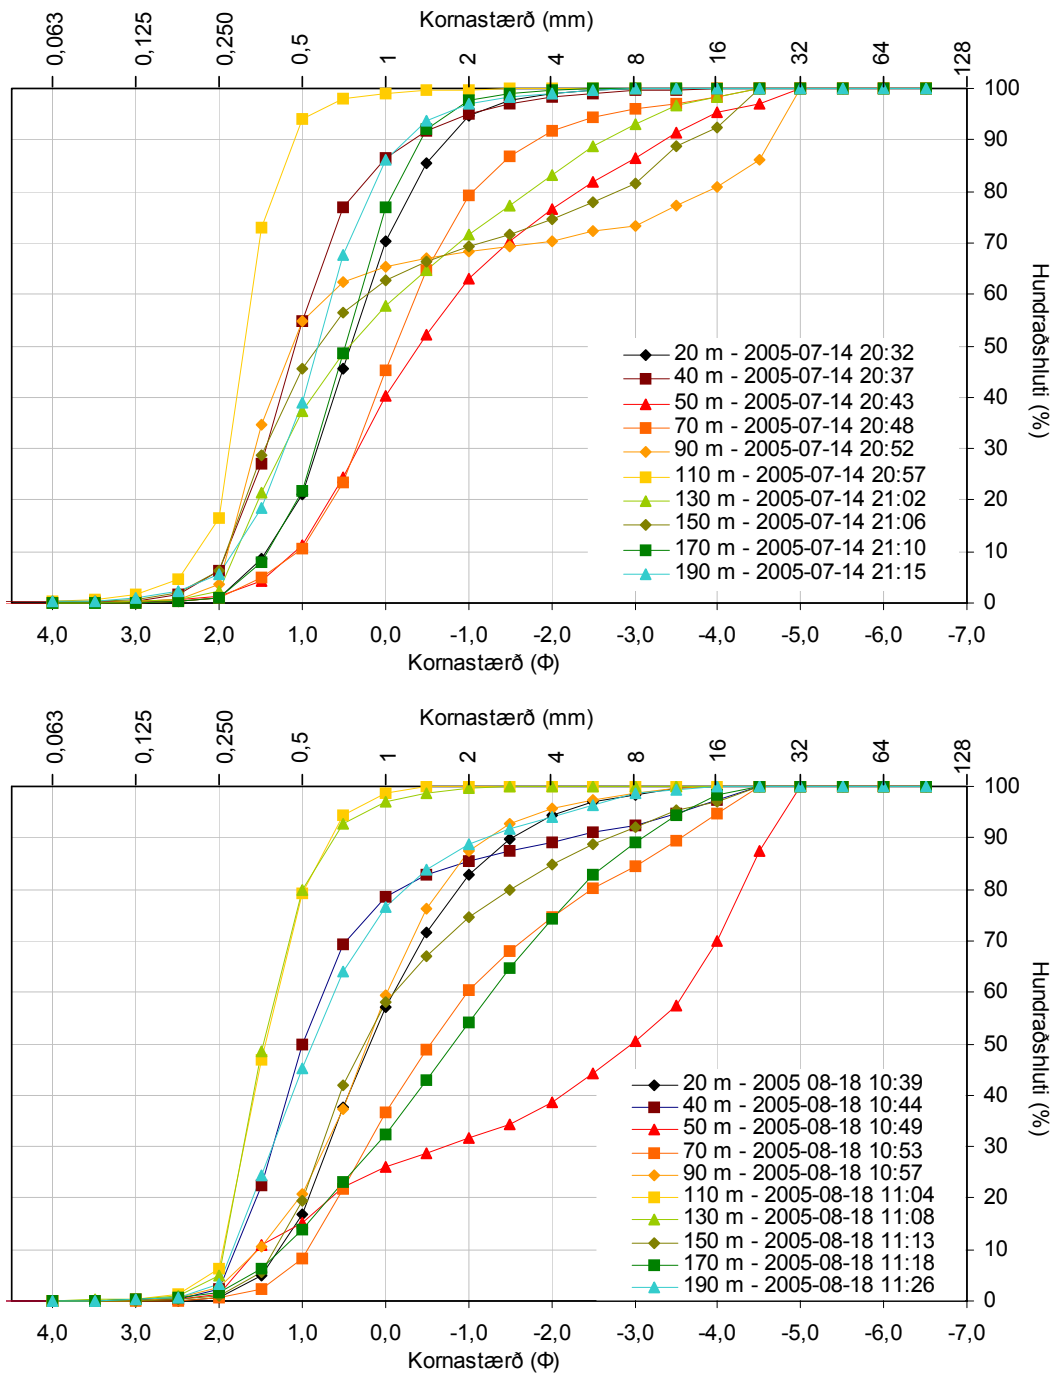 Kornastærð (mm)
0,063 0,125 0,250 0,5 1 2 4 8 16 32 64 128
100
90
80
70
60
50
40
30
20
10
0
Hundraðshluti (%)
20 m - 2005-07-14 20:32
40 m - 2005-07-14 20:37
50 m - 2005-07-14 20:43
70 m - 2005-07-14 20:48
90 m - 2005-07-14 20:52
110 m - 2005-07-14 20:57
130 m - 2005-07-14 21:02
150 m - 2005-07-14 21:06
170 m - 2005-07-14 21:10
190 m - 2005-07-14 21:15
4,0 3,0 2,0 1,0 0,0 -1,0 -2,0 -3,0 -4,0 -5,0 -6,0 -7,0
Kornastærð (Φ)
Kornastærð (mm)
0,063 0,125 0,250 0,5 1 2 4 8 16 32 64 128
100
90
80
70
60
50
40
30
20
10
0
Hundraðshluti (%)
20 m - 2005 08-18 10:39
40 m - 2005-08-18 10:44
50 m - 2005-08-18 10:49
70 m - 2005-08-18 10:53
90 m - 2005-08-18 10:57
110 m - 2005-08-18 11:04
130 m - 2005-08-18 11:08
150 m - 2005-08-18 11:13
170 m - 2005-08-18 11:18
190 m - 2005-08-18 11:26
4,0 3,0 2,0 1,0 0,0 -1,0 -2,0 -3,0 -4,0 -5,0 -6,0 -7,0
Kornastærð (Φ)